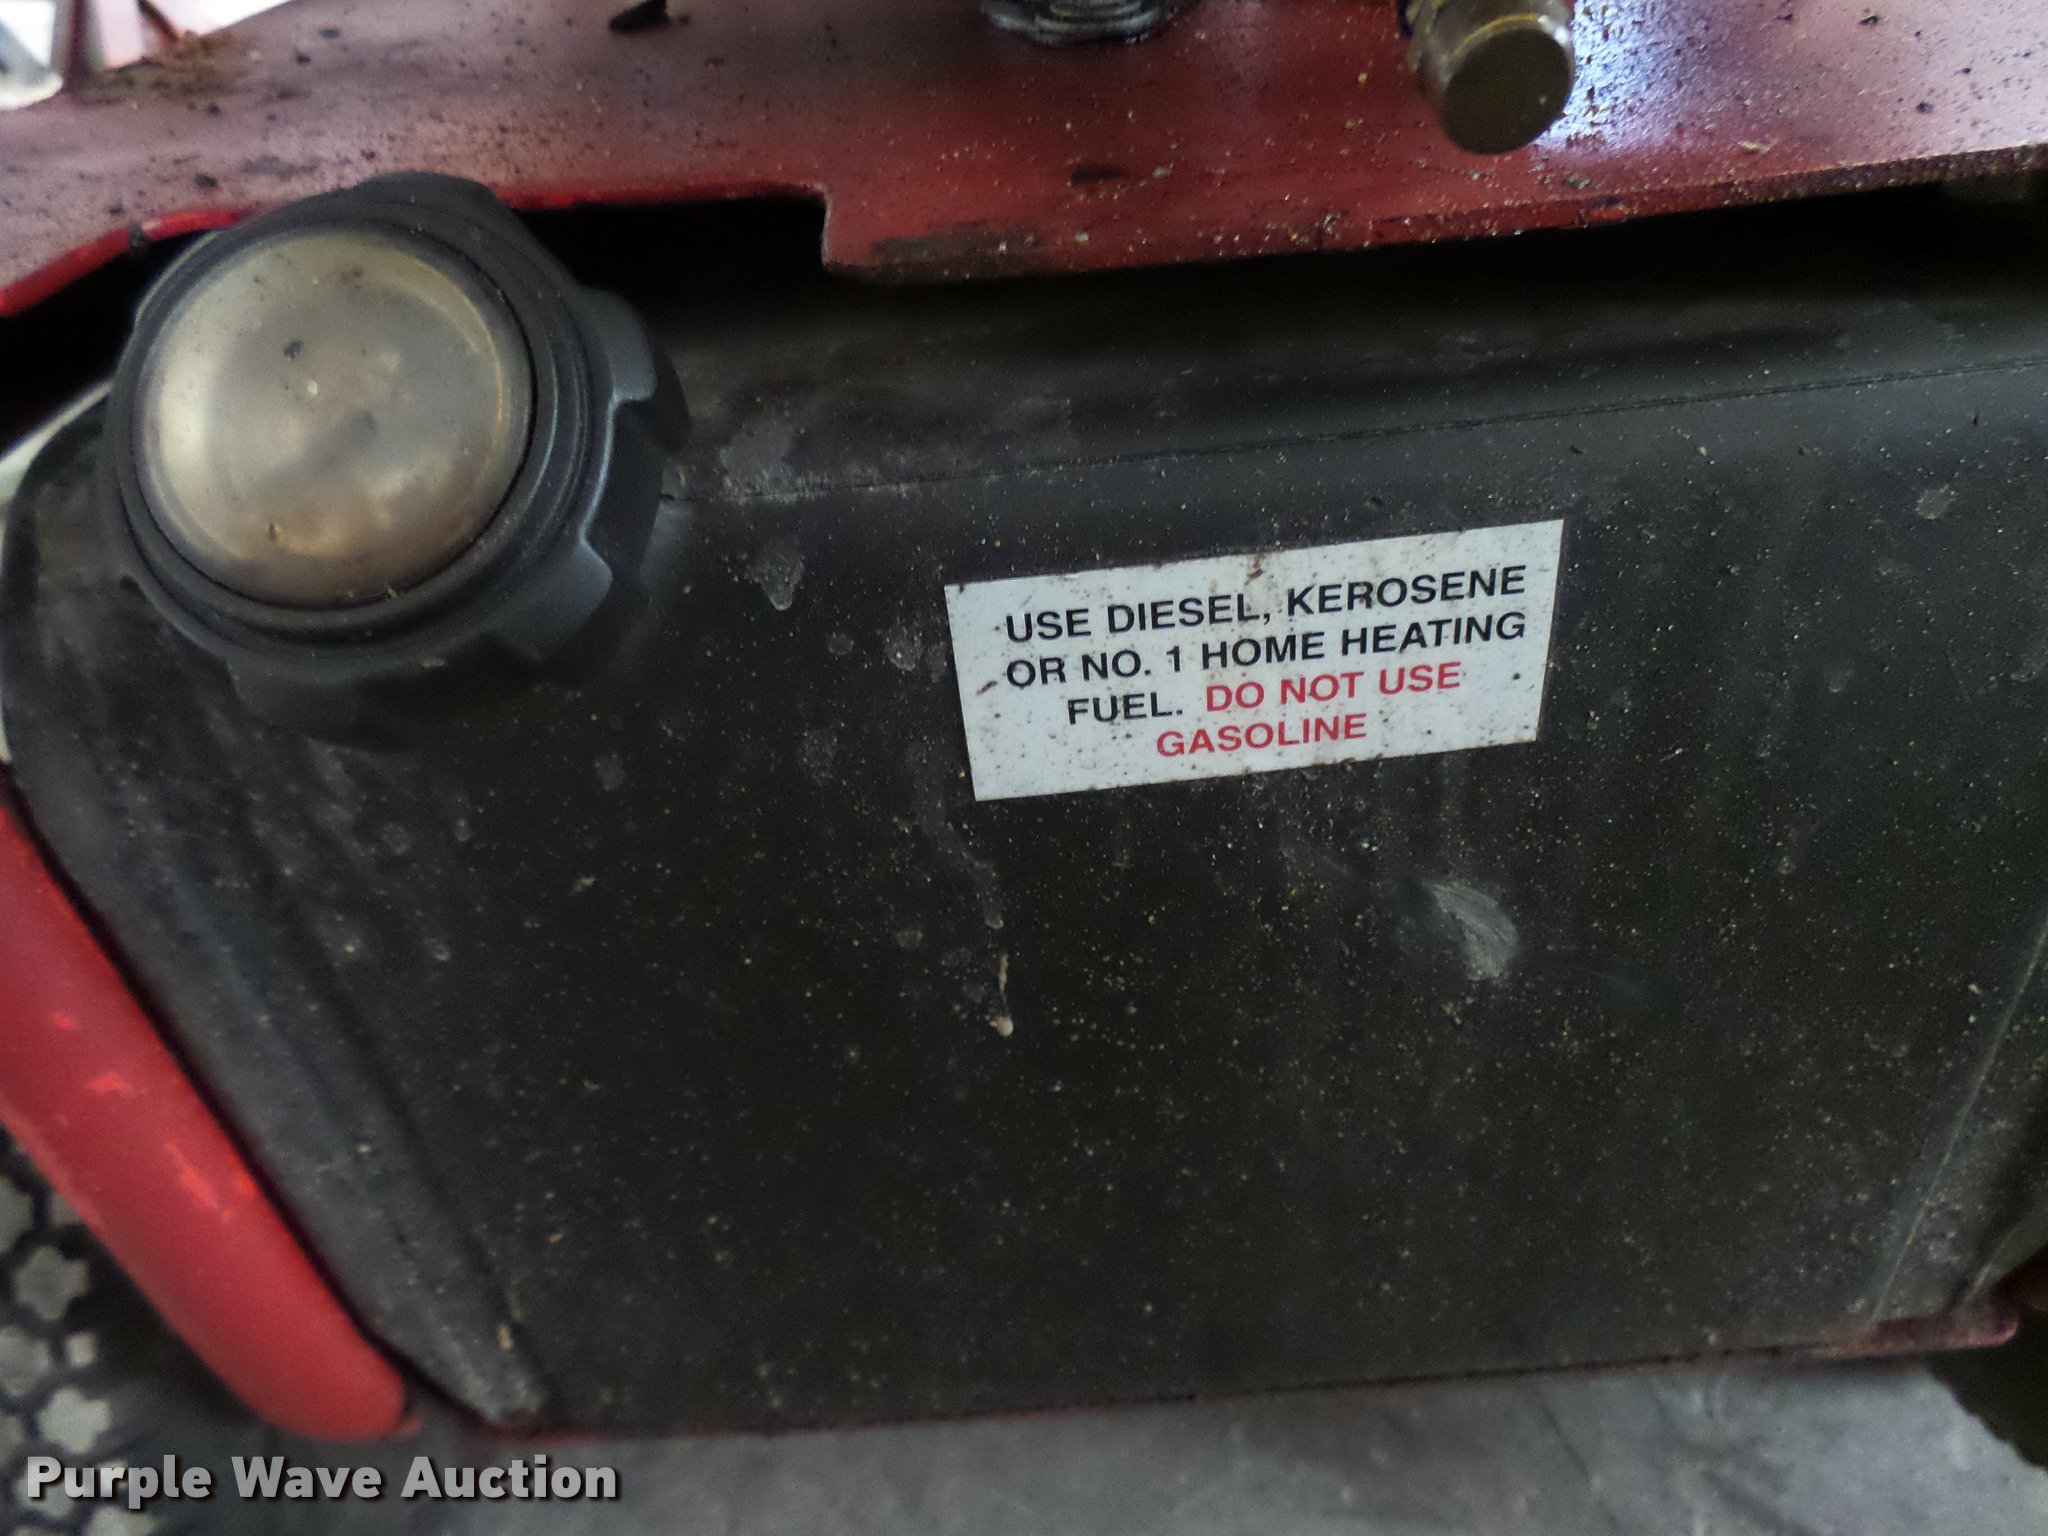 USE DIESEL, KEROSENE
OR NO. 1 HOME HEATING
FUEL. DO NOT USE
GASOLINE
Purple Wave Auction